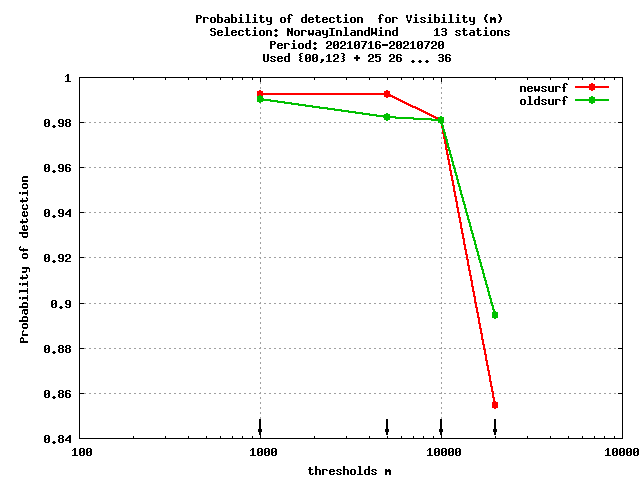 Probability of detection  for Visibility (m)
Selection: NorwayInlandWind     13 stations
Period: 20210716-20210720
Used {00,12} + 25 26 ... 36
newsurf
oldsurf
1
0.98
0.96
0.94
0.92
0.9
0.88
0.86
0.84
Probability of detection
100
1000
10000
10000
thresholds m